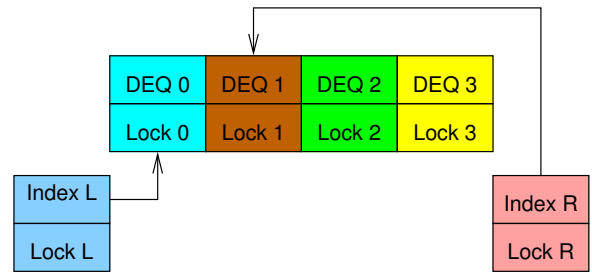 DEQ 0 DEQ 1 DEQ 2 DEQ 3
Lock 0 Lock 1 Lock 2 Lock 3
Index L Index R
Lock L Lock R